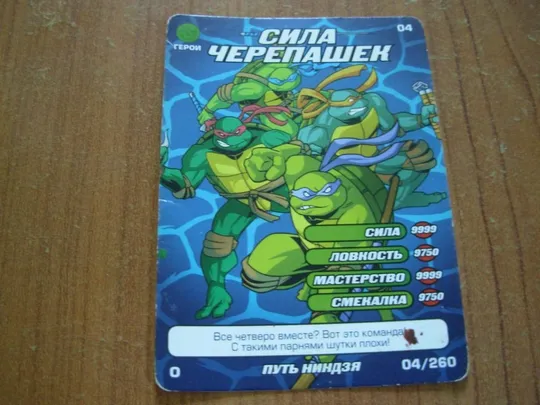 04
ГЕРОИ
СИЛА
ЧЕРЕПАШЕК
СИЛА 9999
ЛОВКОСТЬ 9750
МАСТЕРСТВО 9999
СМЕКАЛКА 9750
Все четверо вместе? Вот это команда!
С такими парнями шутки плохи!
0 ПУТЬ НИНДЗЯ 04/260